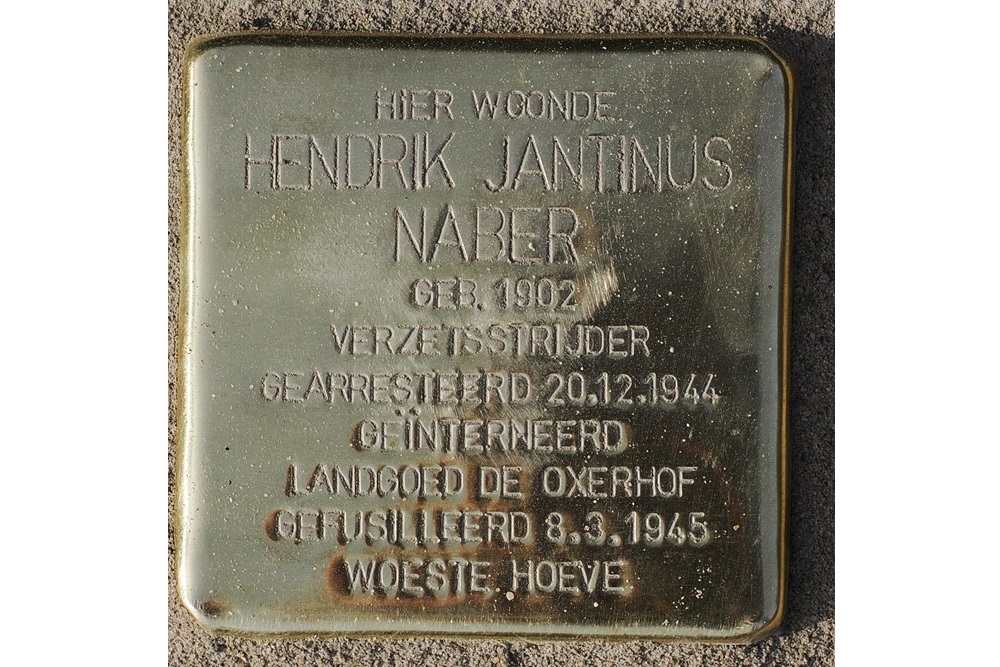 HIER WOONDE
HENDRIK JANTINUS
NABER
GEB. 1902
VERZETSSTRIJDER
GEARRESTEERD 20.12.1944
GEÏNTERNEERD
LANDGOED DE OXERHOF
GEFUSILLEERD 8.3.1945
WOESTE HOEVE